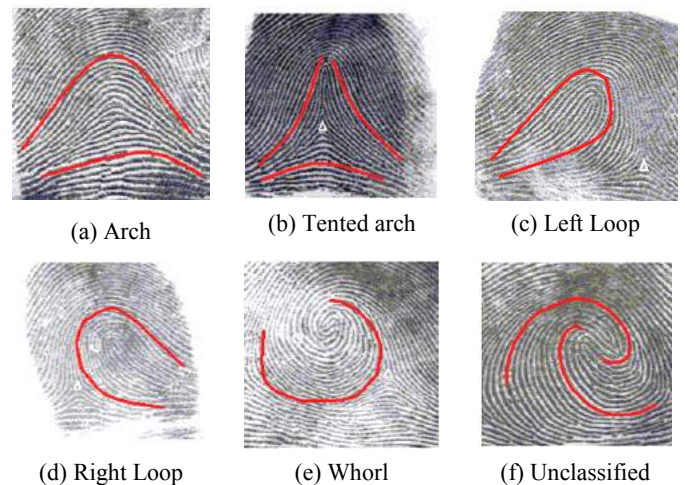 (a) Arch
(b) Tented arch
(c) Left Loop
(d) Right Loop
(e) Whorl
(f) Unclassified